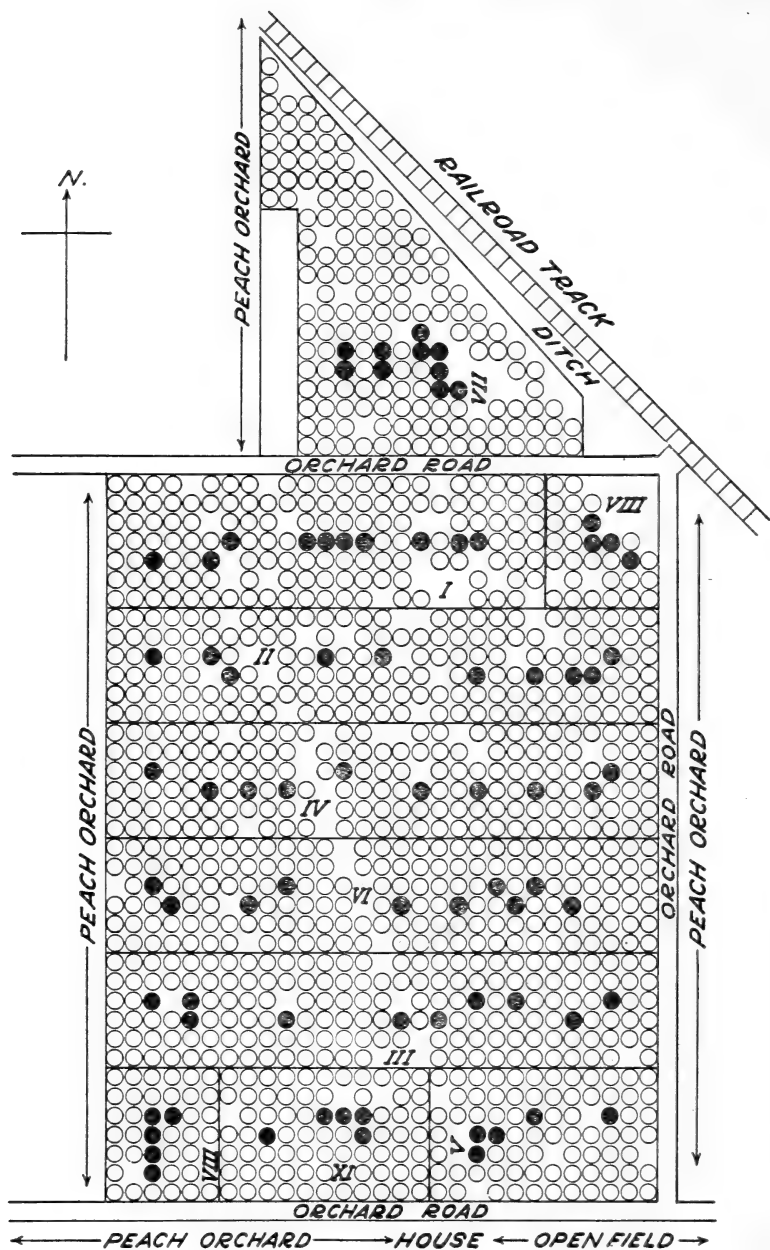 N.
PEACH ORCHARD
RAILROAD TRACK
DITCH
VII
ORCHARD ROAD
VIII
I
II
PEACH ORCHARD
IV
ORCHARD ROAD
PEACH ORCHARD
VI
III
VIII
XI
V
ORCHARD ROAD
PEACH ORCHARD HOUSE OPEN FIELD